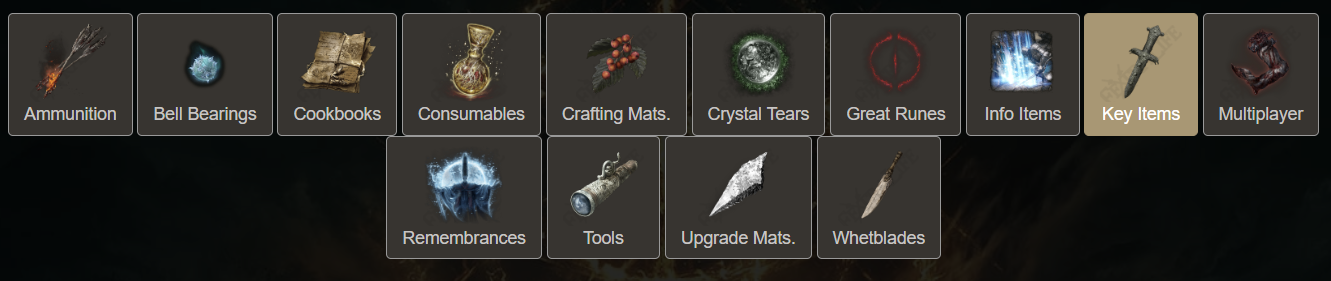 Ammunition
Bell Bearings
Cookbooks
Consumables
Crafting Mats.
Crystal Tears
Great Runes
Info Items
Key Items
Multiplayer
Remembrances
Tools
Upgrade Mats.
Whetblades